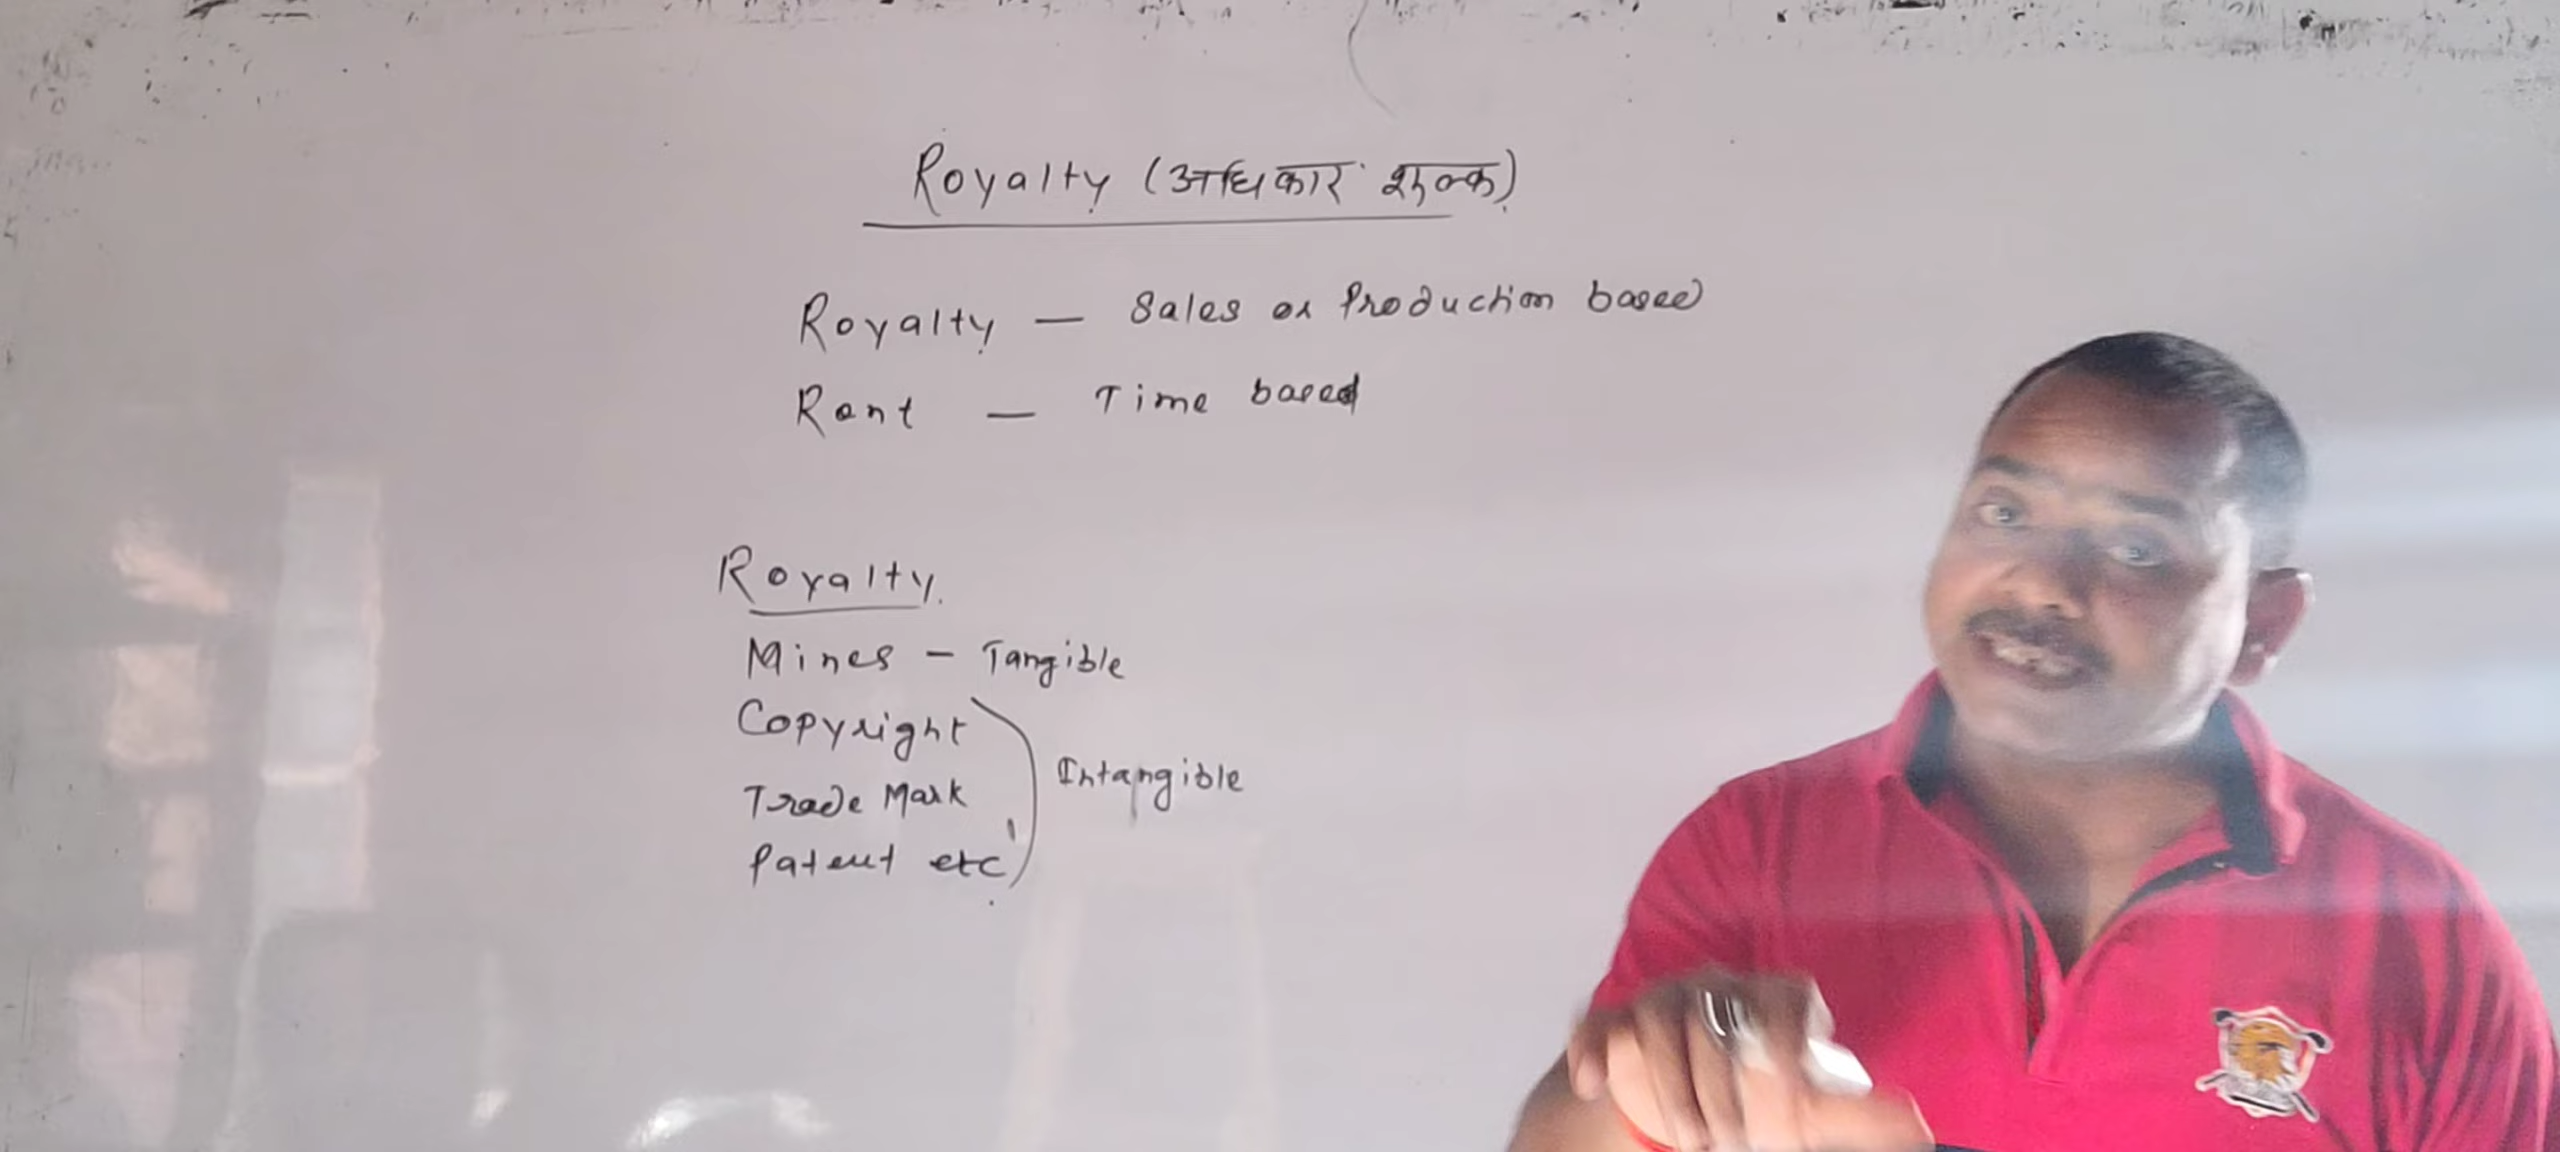 Royalty (अधिकार शुल्क)
Royalty — Sales or Production based
Rent — Time based
Royalty
Mines - Tangible
Copyright
Trade Mark
Patent etc
Intangible